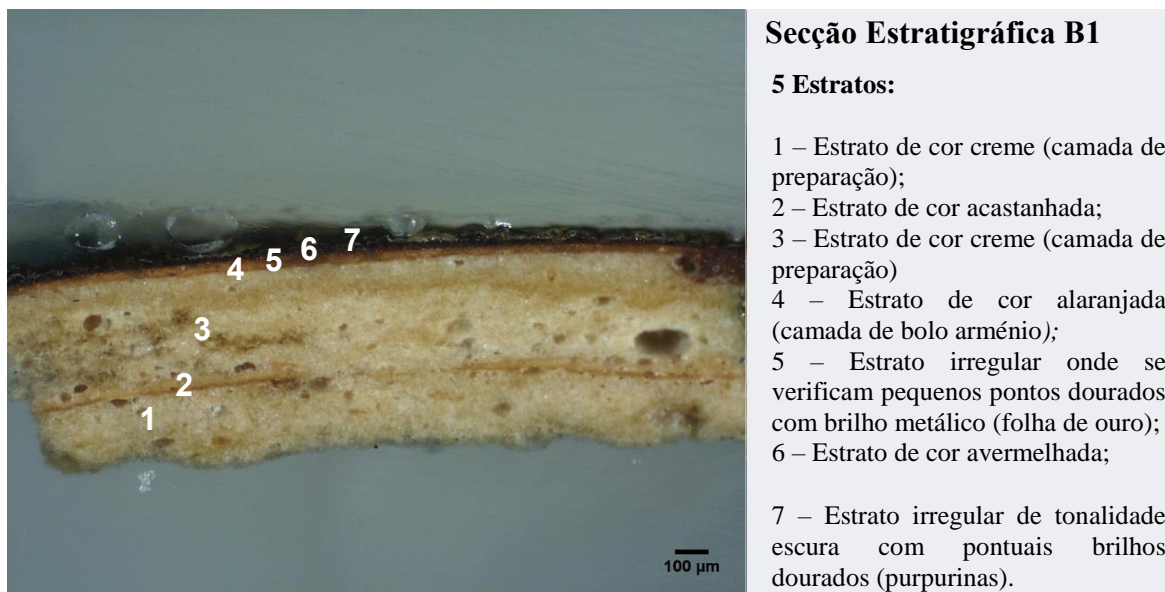 Secção Estratigráfica B1
5 Estratos:
1 – Estrato de cor creme (camada de
preparação);
2 – Estrato de cor acastanhada;
3 – Estrato de cor creme (camada de
preparação)
4 – Estrato de cor alaranjada
(camada de bolo arménio);
5 – Estrato irregular onde se
verificam pequenos pontos dourados
com brilho metálico (folha de ouro);
6 – Estrato de cor avermelhada;
7 – Estrato irregular de tonalidade
escura com pontuais brilhos
dourados (purpurinas).
7
6
5
4
3
2
1
100 µm